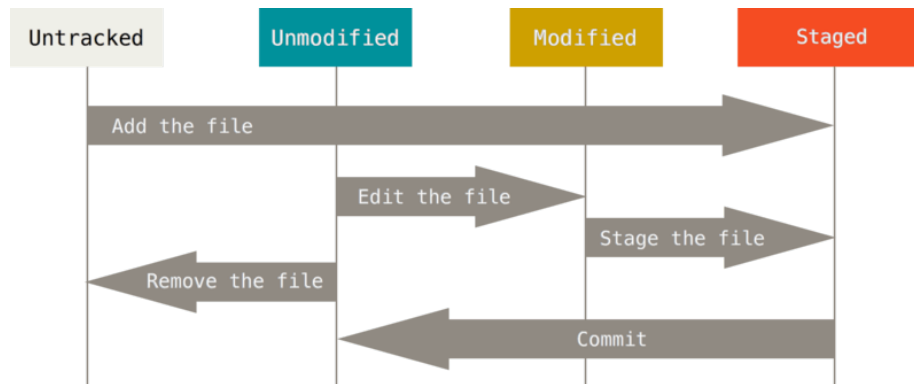 Untracked
Unmodified
Modified
Staged
Add the file
Edit the file
Stage the file
Remove the file
Commit